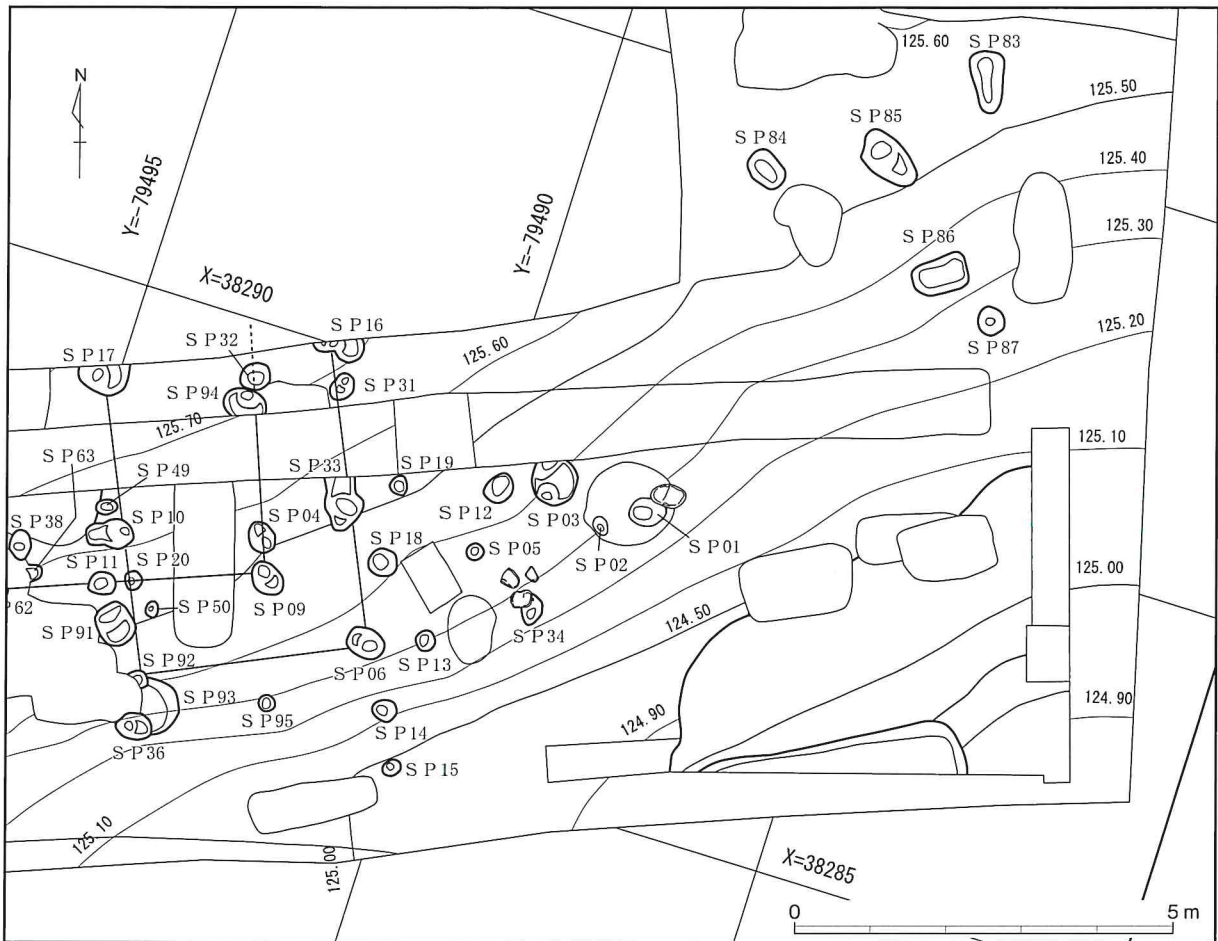 125.60
S P83
125.50
S P85
S P84
125.40
N
Y=-79495
Y=-79490
S P86
125.30
X=38290
S P16
S P87
125.20
S P17
S P32
125.60
S P94
S P31
125.70
125.10
S P63
S P49
S P33
S P19
S P38
S P10
S P04
S P12
S P03
S P01
S P18
S P05
S P02
S P11
S P20
125.00
P62
S P50
S P09
124.50
S P91
S P34
S P92
S P06
S P13
S P93
S P95
124.90
S P14
124.90
S P36
S P15
125.10
125.00
X=38285
0
5 m